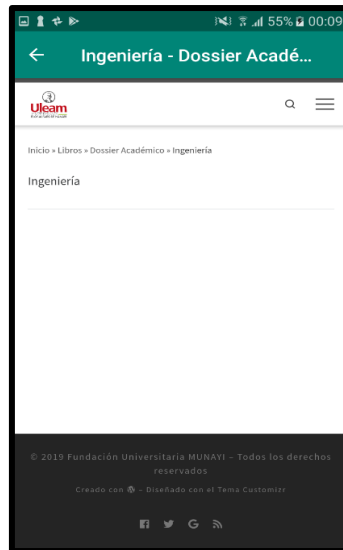 55% 00:09
Ingeniería - Dossier Acadé...
Uleam
Inicio » Libros » Dossier Académico » Ingeniería
Ingeniería
© 2019 Fundación Universitaria MUNAYI – Todos los derechos
reservados
Creado con – Diseñado con el Tema Customizr